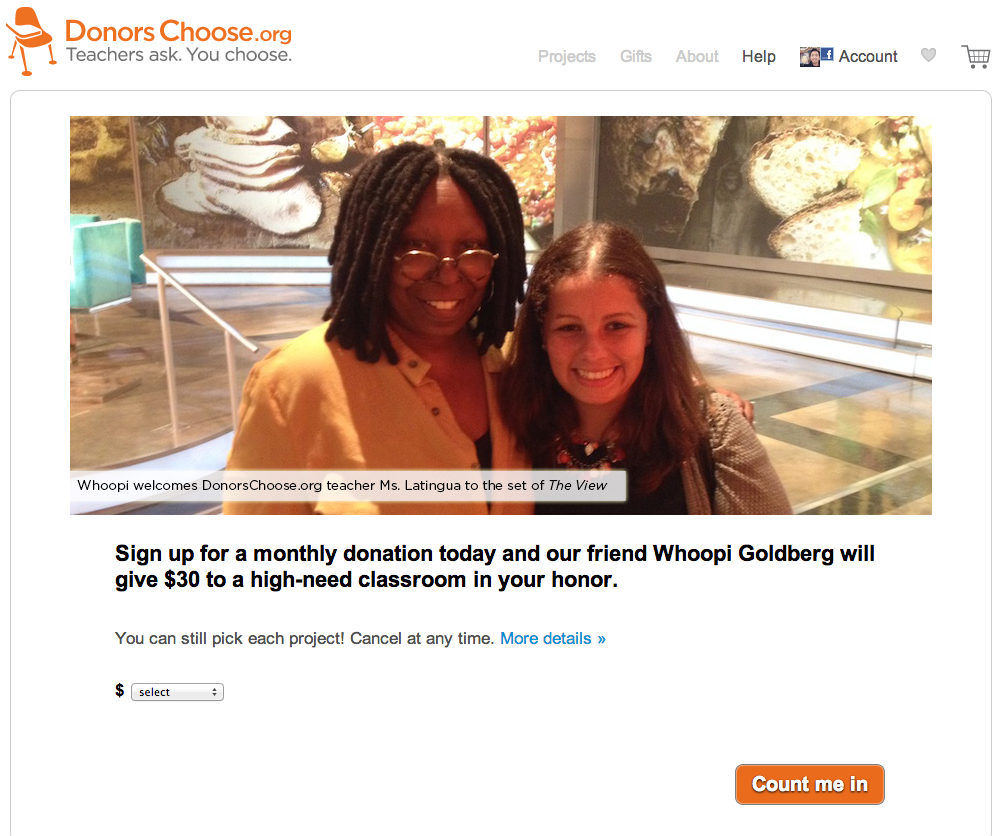 DonorsChoose.org
Teachers ask. You choose.
Projects Gifts About Help Account
Whoopi welcomes DonorsChoose.org teacher Ms. Latingua to the set of The View
Sign up for a monthly donation today and our friend Whoopi Goldberg will
give $30 to a high-need classroom in your honor.
You can still pick each project! Cancel at any time. More details »
$ select
Count me in